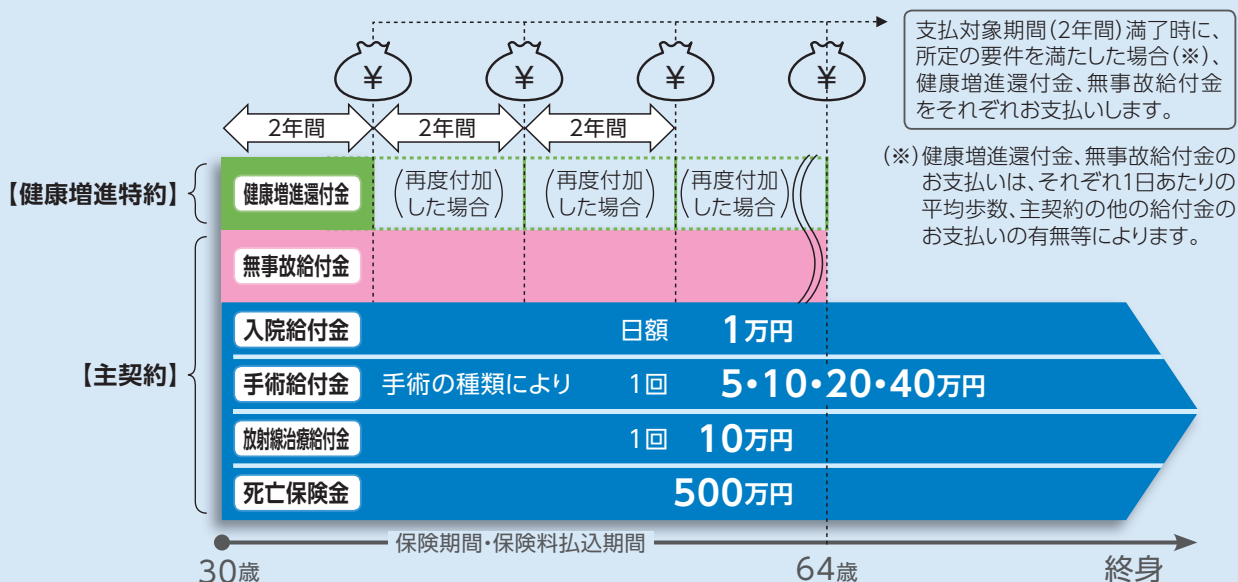 支払対象期間(2年間)満了時に、
所定の要件を満たした場合(※)、
健康増進還付金、無事故給付金
をそれぞれお支払いします。
¥ ¥ ¥ ¥
2年間 2年間 2年間
(※)健康増進還付金、無事故給付金の
お支払いは、それぞれ1日あたりの
平均歩数、主契約の他の給付金の
お支払いの有無等によります。
【健康増進特約】
健康増進還付金
(再度付加
した場合)
(再度付加
した場合)
(再度付加
した場合)
無事故給付金
【主契約】
入院給付金 日額 1万円
手術給付金 手術の種類により 1回 5・10・20・40万円
放射線治療給付金 1回 10万円
死亡保険金 500万円
保険期間・保険料払込期間
30歳 64歳 終身